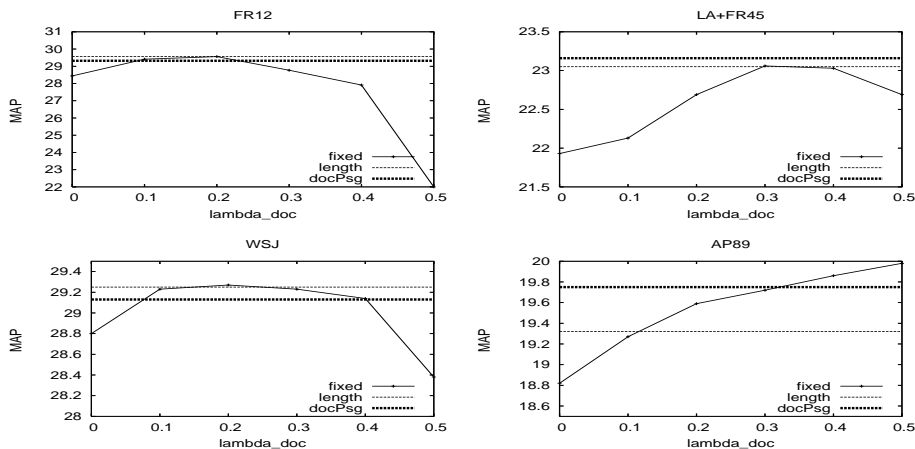 FR12
31
30
29
28
27
26
25
24
23
22
MAP
fixed
length
docPsg
0 0.1 0.2 0.3 0.4 0.5
lambda_doc
LA+FR45
23.5
23
22.5
22
21.5
MAP
fixed
length
docPsg
0 0.1 0.2 0.3 0.4 0.5
lambda_doc
WSJ
29.4
29.2
29
28.8
28.6
28.4
28.2
28
MAP
fixed
length
docPsg
0 0.1 0.2 0.3 0.4 0.5
lambda_doc
AP89
20
19.8
19.6
19.4
19.2
19
18.8
18.6
MAP
fixed
length
docPsg
0 0.1 0.2 0.3 0.4 0.5
lambda_doc